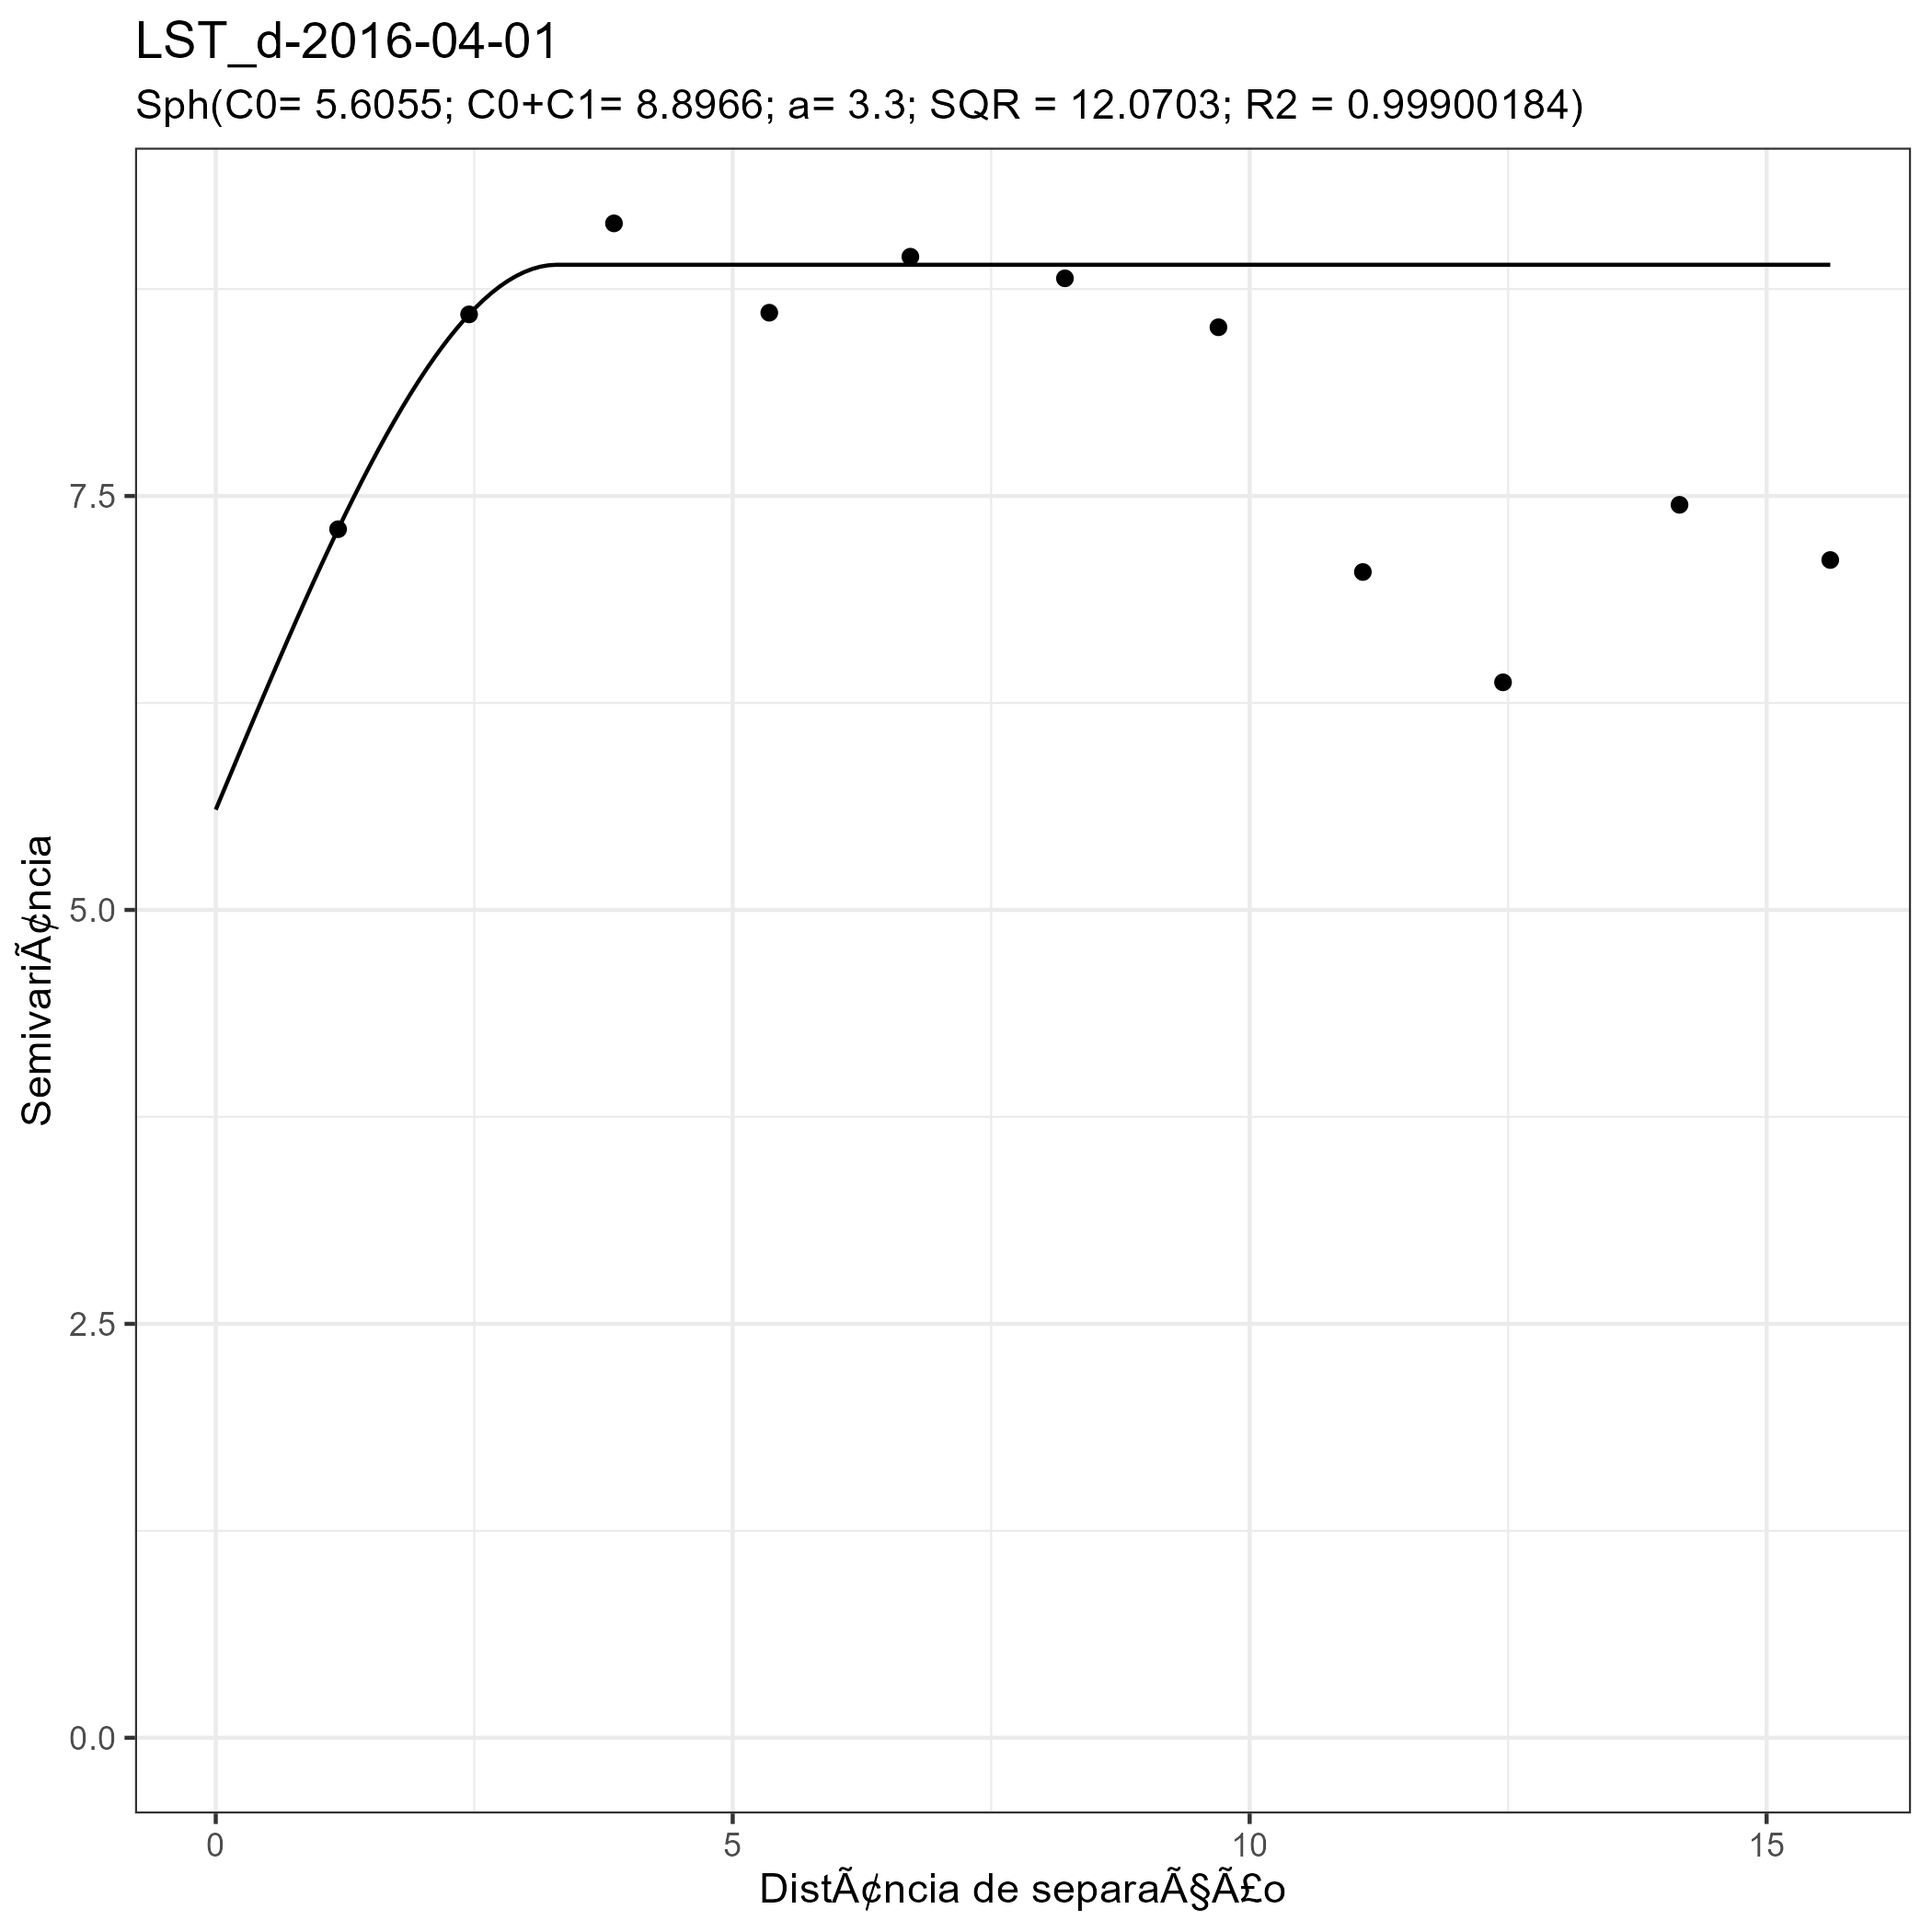 LST_d-2016-04-01
Sph(C0= 5.6055; C0+C1= 8.8966; a= 3.3; SQR = 12.0703; R2 = 0.99900184)
SemivariÃ¢ncia
7.5
5.0
2.5
0.0
0 5 10 15
DistÃ¢ncia de separaÃ§Ã£o